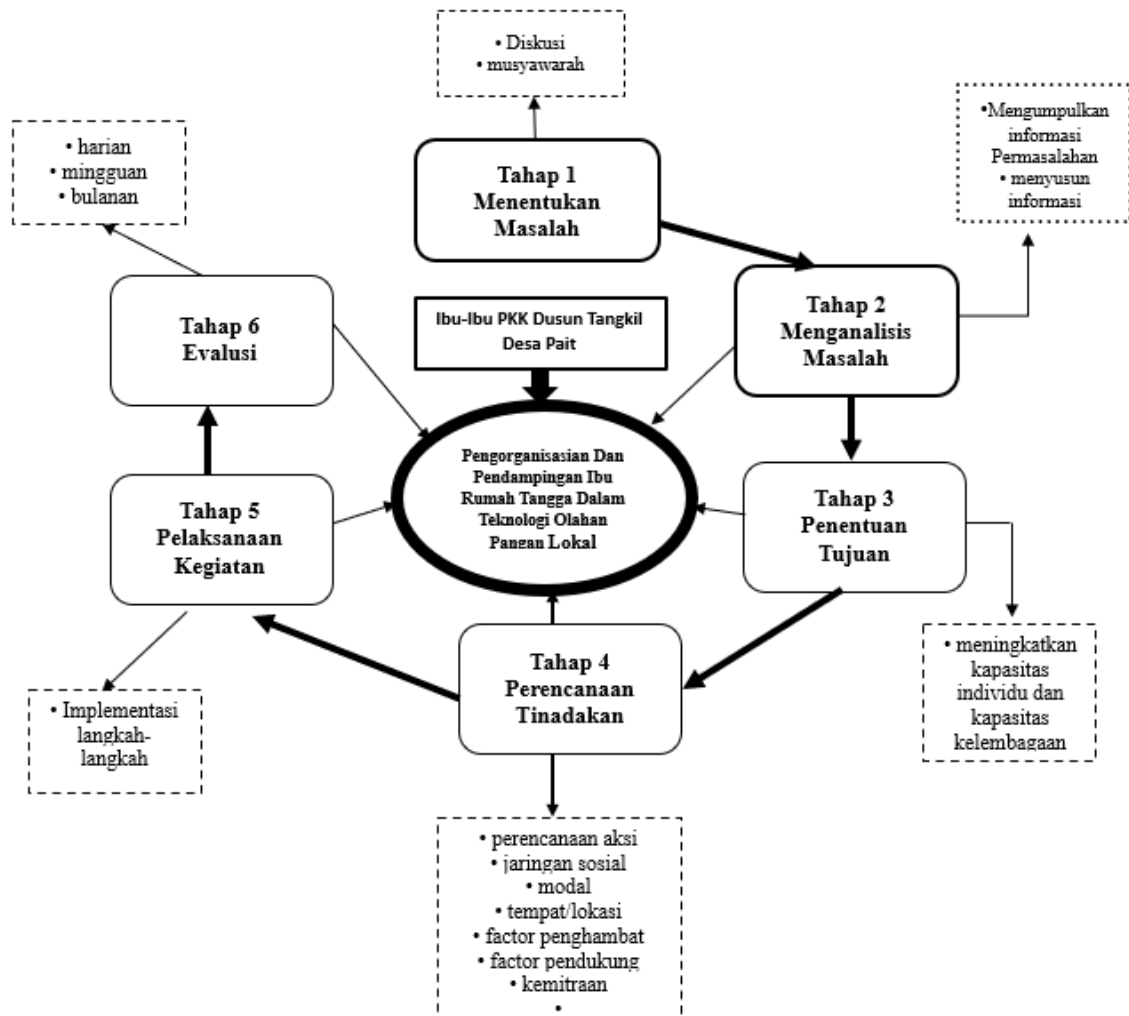 • Diskusi
• musyawarah
Tahap 1
Menentukan
Masalah
•Mengumpulkan
informasi
Permasalahan
• menyusun
informasi
• harian
• mingguan
• bulanan
Tahap 2
Menganalisis
Masalah
Tahap 6
Evalusi
Ibu-Ibu PKK Dusun Tangkil
Desa Pait
Pengorganisasian Dan
Pendampingan Ibu
Rumah Tangga Dalam
Teknologi Olahan
Pangan Lokal
Tahap 3
Penentuan
Tujuan
Tahap 5
Pelaksanaan
Kegiatan
Tahap 4
Perencanaan
Tinadakan
• meningkatkan
kapasitas
individu dan
kapasitas
kelembagaan
• Implementasi
langkah-
langkah
• perencanaan aksi
• jaringan sosial
• modal
• tempat/lokasi
• factor penghambat
• factor pendukung
• kemitraan
•